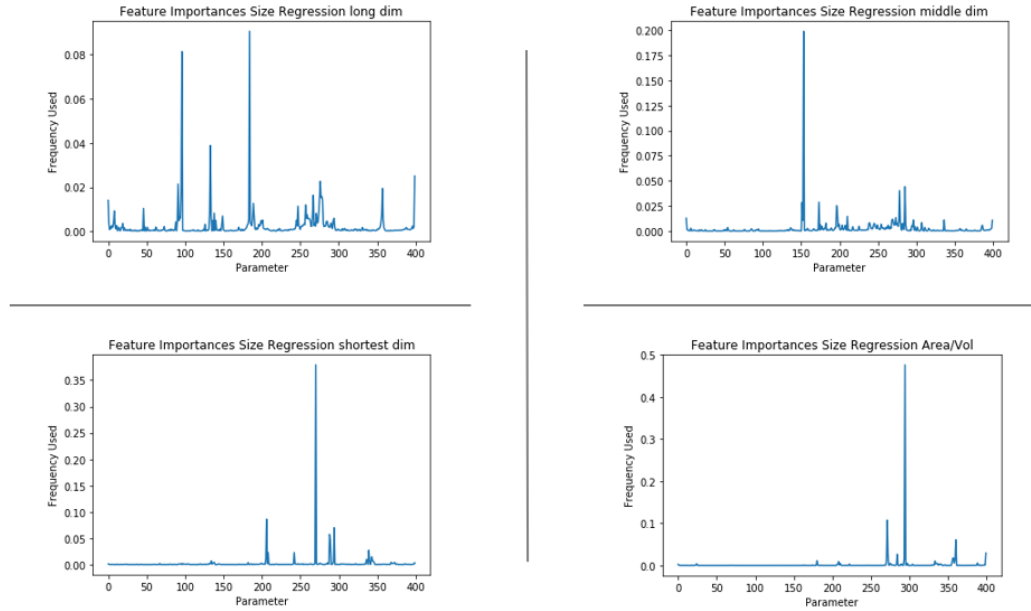 Feature Importances Size Regression long dim
0.08
0.06
0.04
0.02
0.00
Frequency Used
0 50 100 150 200 250 300 350 400
Parameter
Feature Importances Size Regression middle dim
0.200
0.175
0.150
0.125
0.100
0.075
0.050
0.025
0.000
Frequency Used
0 50 100 150 200 250 300 350 400
Parameter
Feature Importances Size Regression shortest dim
0.35
0.30
0.25
0.20
0.15
0.10
0.05
0.00
Frequency Used
0 50 100 150 200 250 300 350 400
Parameter
Feature Importances Size Regression Area/Vol
0.5
0.4
0.3
0.2
0.1
0.0
Frequency Used
0 50 100 150 200 250 300 350 400
Parameter